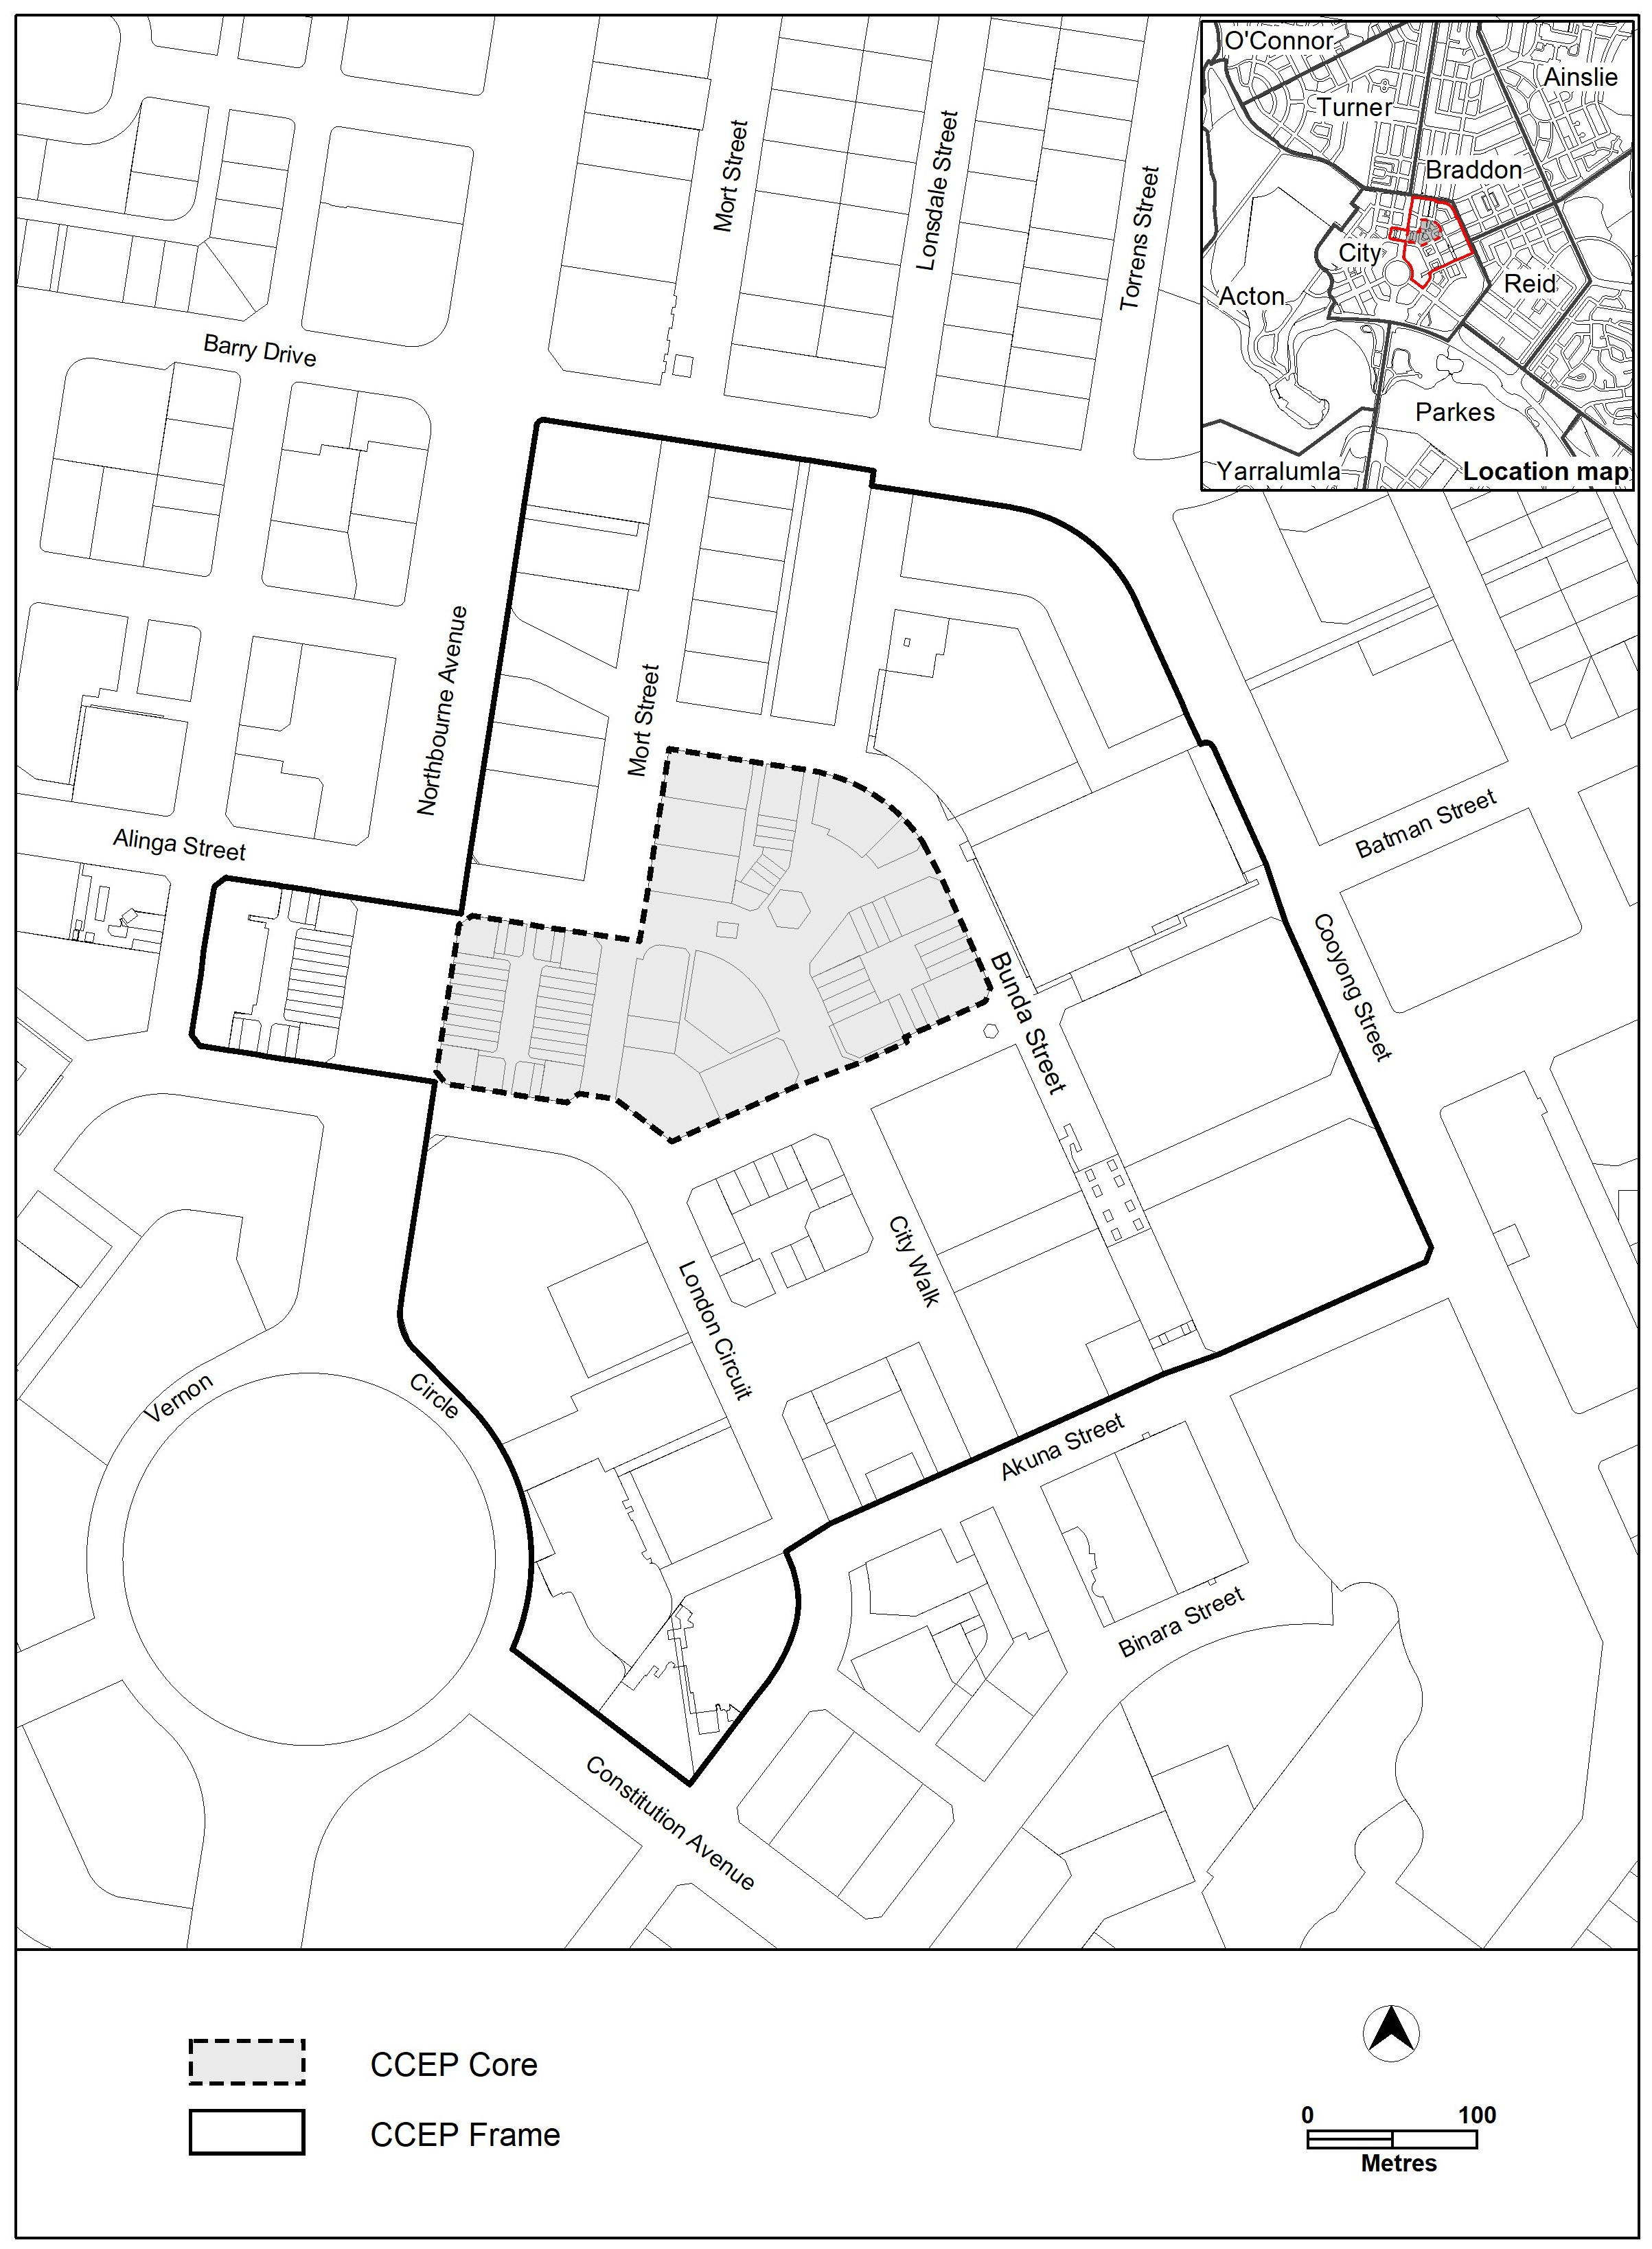 O'Connor
Ainslie
Turner
Braddon
City
Reid
Acton
Parkes
Yarralumla
Location map
Mort Street
Lonsdale Street
Torrens Street
Barry Drive
Northbourne Avenue
Mort Street
Alinga Street
Batman Street
Cooyong Street
Bunda Street
City Walk
London Circuit
Vernon
Circle
Akuna Street
Binara Street
Constitution Avenue
CCEP Core
CCEP Frame
0 100
Metres